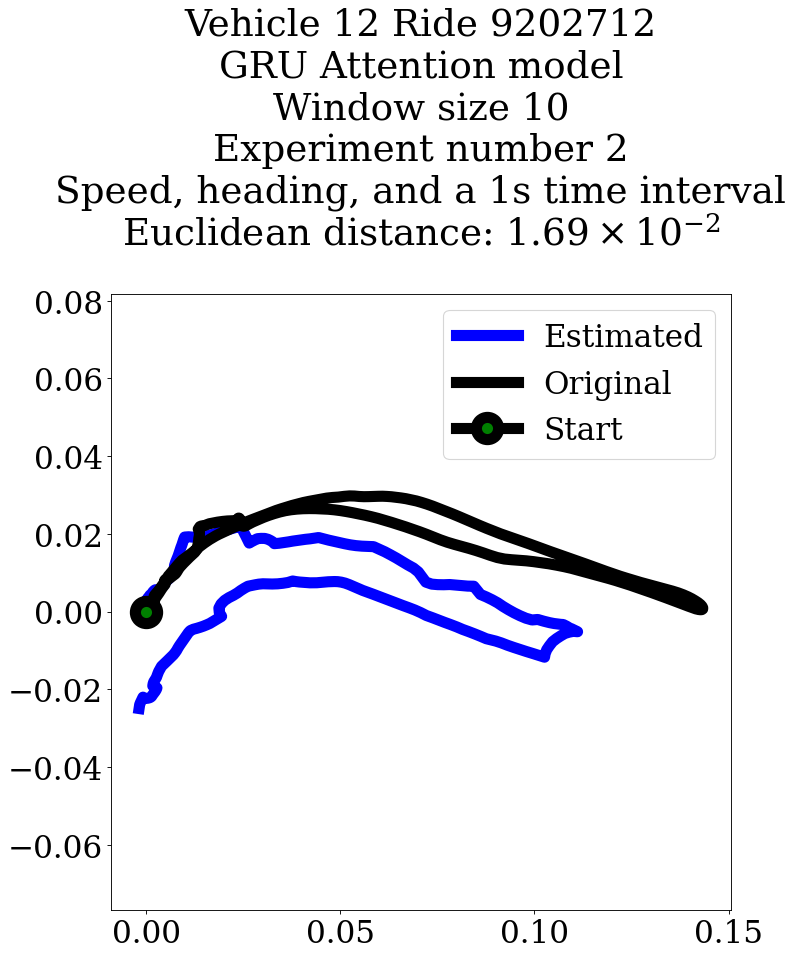 Vehicle 12 Ride 9202712
GRU Attention model
Window size 10
Experiment number 2
Speed, heading, and a 1s time interval
Euclidean distance: 1.69 × 10⁻²
0.08
Estimated
0.06
Original
0.04
Start
0.02
0.00
−0.02
−0.04
−0.06
0.00 0.05 0.10 0.15